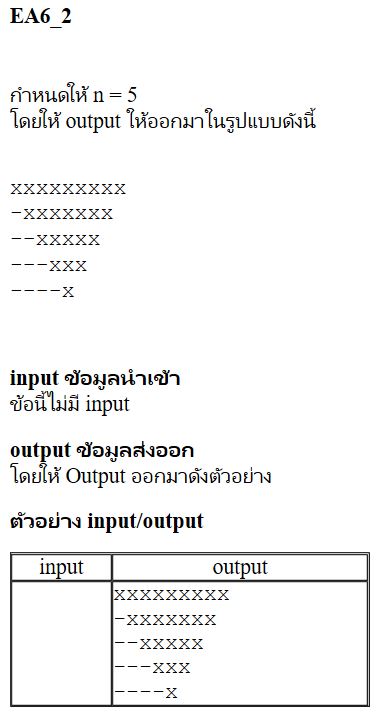 EA6_2
กำหนดให้ n = 5
โดยให้ output ให้ออกมาในรูปแบบดังนี้
xxxxxxxxx
-xxxxxxx
--xxxxx
---xxx
----x
input ข้อมูลนำเข้า
ข้อนี้ไม่มี input
output ข้อมูลส่งออก
โดยให้ Output ออกมาดังตัวอย่าง
ตัวอย่าง input/output
input output
xxxxxxxxx
-xxxxxxx
--xxxxx
---xxx
----x